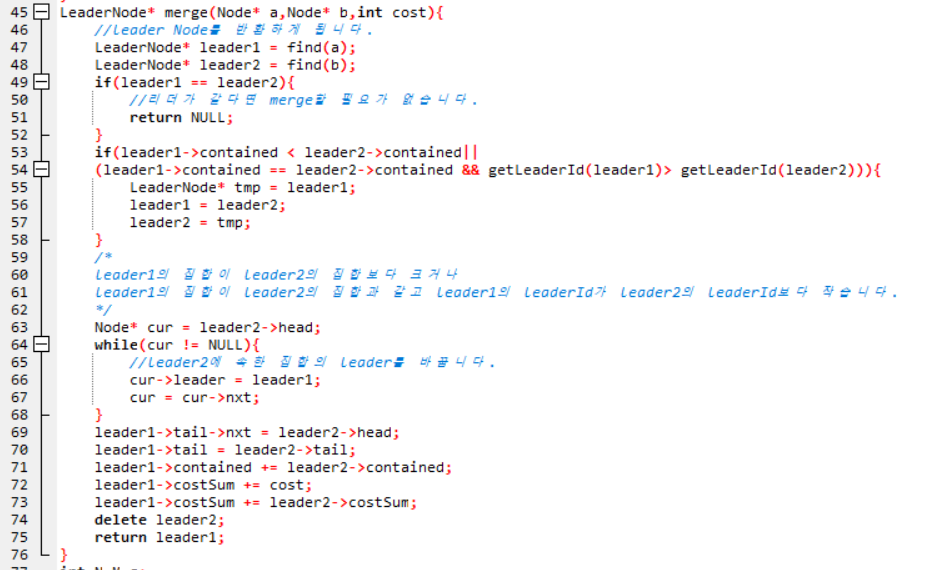 45 LeaderNode* merge(Node* a,Node* b,int cost){
46 //Leader Node를 반환하게 됩니다.
47 LeaderNode* leader1 = find(a);
48 LeaderNode* leader2 = find(b);
49 if(leader1 == leader2){
50 //리더가 같다면 merge할 필요가 없습니다.
51 return NULL;
52 }
53 if(leader1->contained < leader2->contained||
54 (leader1->contained == leader2->contained && getLeaderId(leader1)> getLeaderId(leader2))){
55 LeaderNode* tmp = leader1;
56 leader1 = leader2;
57 leader2 = tmp;
58 }
59 /*
60 leader1의 집합이 leader2의 집합보다 크거나
61 leader1의 집합이 leader2의 집합과 같고 leader1의 leaderId가 leader2의 leaderId보다 작습니다.
62 */
63 Node* cur = leader2->head;
64 while(cur != NULL){
65 //leader2에 속한 집합의 leader를 바꿉니다.
66 cur->leader = leader1;
67 cur = cur->nxt;
68 }
69 leader1->tail->nxt = leader2->head;
70 leader1->tail = leader2->tail;
71 leader1->contained += leader2->contained;
72 leader1->costSum += cost;
73 leader1->costSum += leader2->costSum;
74 delete leader2;
75 return leader1;
76 }